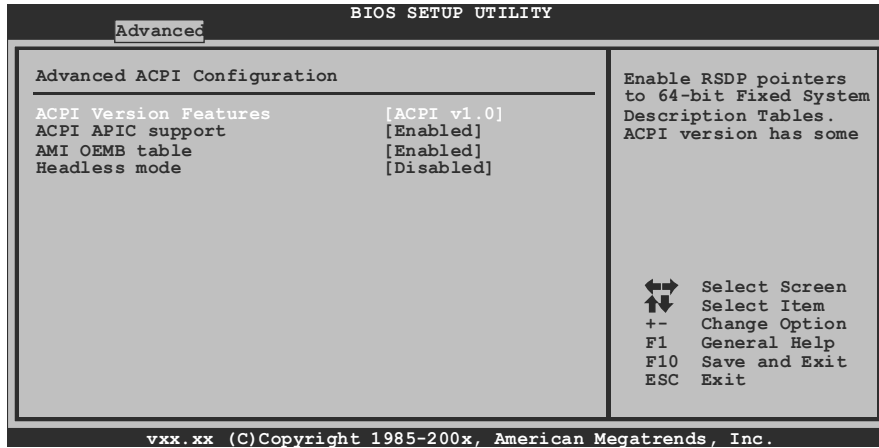 BIOS SETUP UTILITY
Advanced
Advanced ACPI Configuration
ACPI Version Features [ACPI v1.0]
ACPI APIC support [Enabled]
AMI OEMB table [Enabled]
Headless mode [Disabled]
Enable RSDP pointers
to 64-bit Fixed System
Description Tables.
ACPI version has some
Select Screen
Select Item
+- Change Option
F1 General Help
F10 Save and Exit
ESC Exit
vxx.xx (C)Copyright 1985-200x, American Megatrends, Inc.